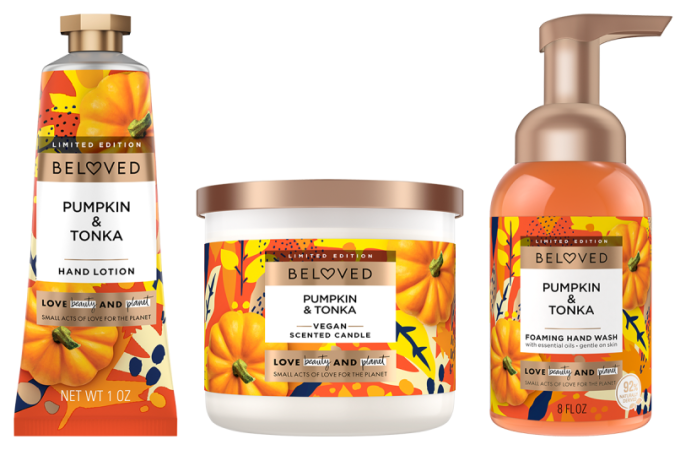 LIMITED EDITION
BELOVED
PUMPKIN
&
TONKA
HAND LOTION
LOVE beauty AND planet
SMALL ACTS OF LOVE FOR THE PLANET
NET WT 1 OZ
LIMITED EDITION
BELOVED
PUMPKIN
& TONKA
VEGAN
SCENTED CANDLE
LOVE beauty AND planet
SMALL ACTS OF LOVE FOR THE PLANET
LIMITED EDITION
BELOVED
PUMPKIN
&
TONKA
FOAMING HAND WASH
with essential oils • gentle on skin
LOVE beauty AND planet
SMALL ACTS OF LOVE FOR THE PLANET
92%
8 FL OZ